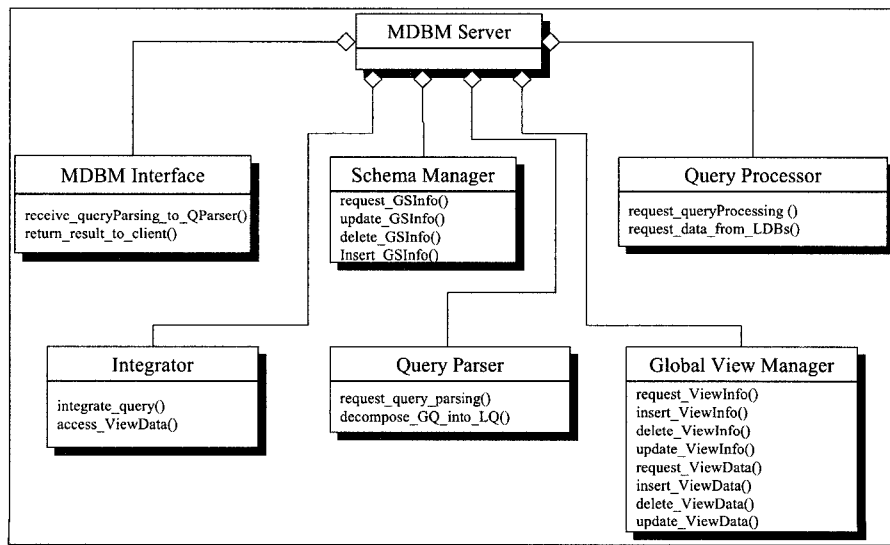 MDBM Server
MDBM Interface
receive_queryParsing_to_QParser()
return_result_to_client()
Schema Manager
request_GSInfo()
update_GSInfo()
delete_GSInfo()
Insert_GSInfo()
Query Processor
request_queryProcessing ()
request_data_from_LDBs()
Integrator
integrate_query()
access_ViewData()
Query Parser
request_query_parsing()
decompose_GQ_into_LQ()
Global View Manager
request_ViewInfo()
insert_ViewInfo()
delete_ViewInfo()
update_ViewInfo()
request_ViewData()
insert_ViewData()
delete_ViewData()
update_ViewData()